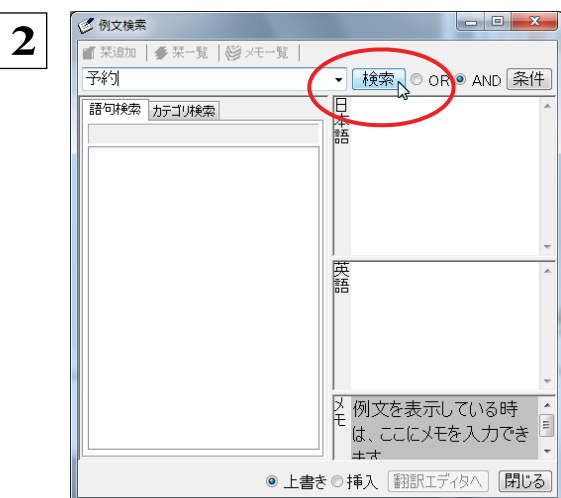 2
例文検索
栞追加 栞一覧 メモ一覧
予約 検索 OR AND 条件
語句検索 カテゴリ検索
日本語
英語
メモ
例文を表示している時
は、ここにメモを入力でき
ます
上書き 挿入 翻訳エディタへ 閉じる